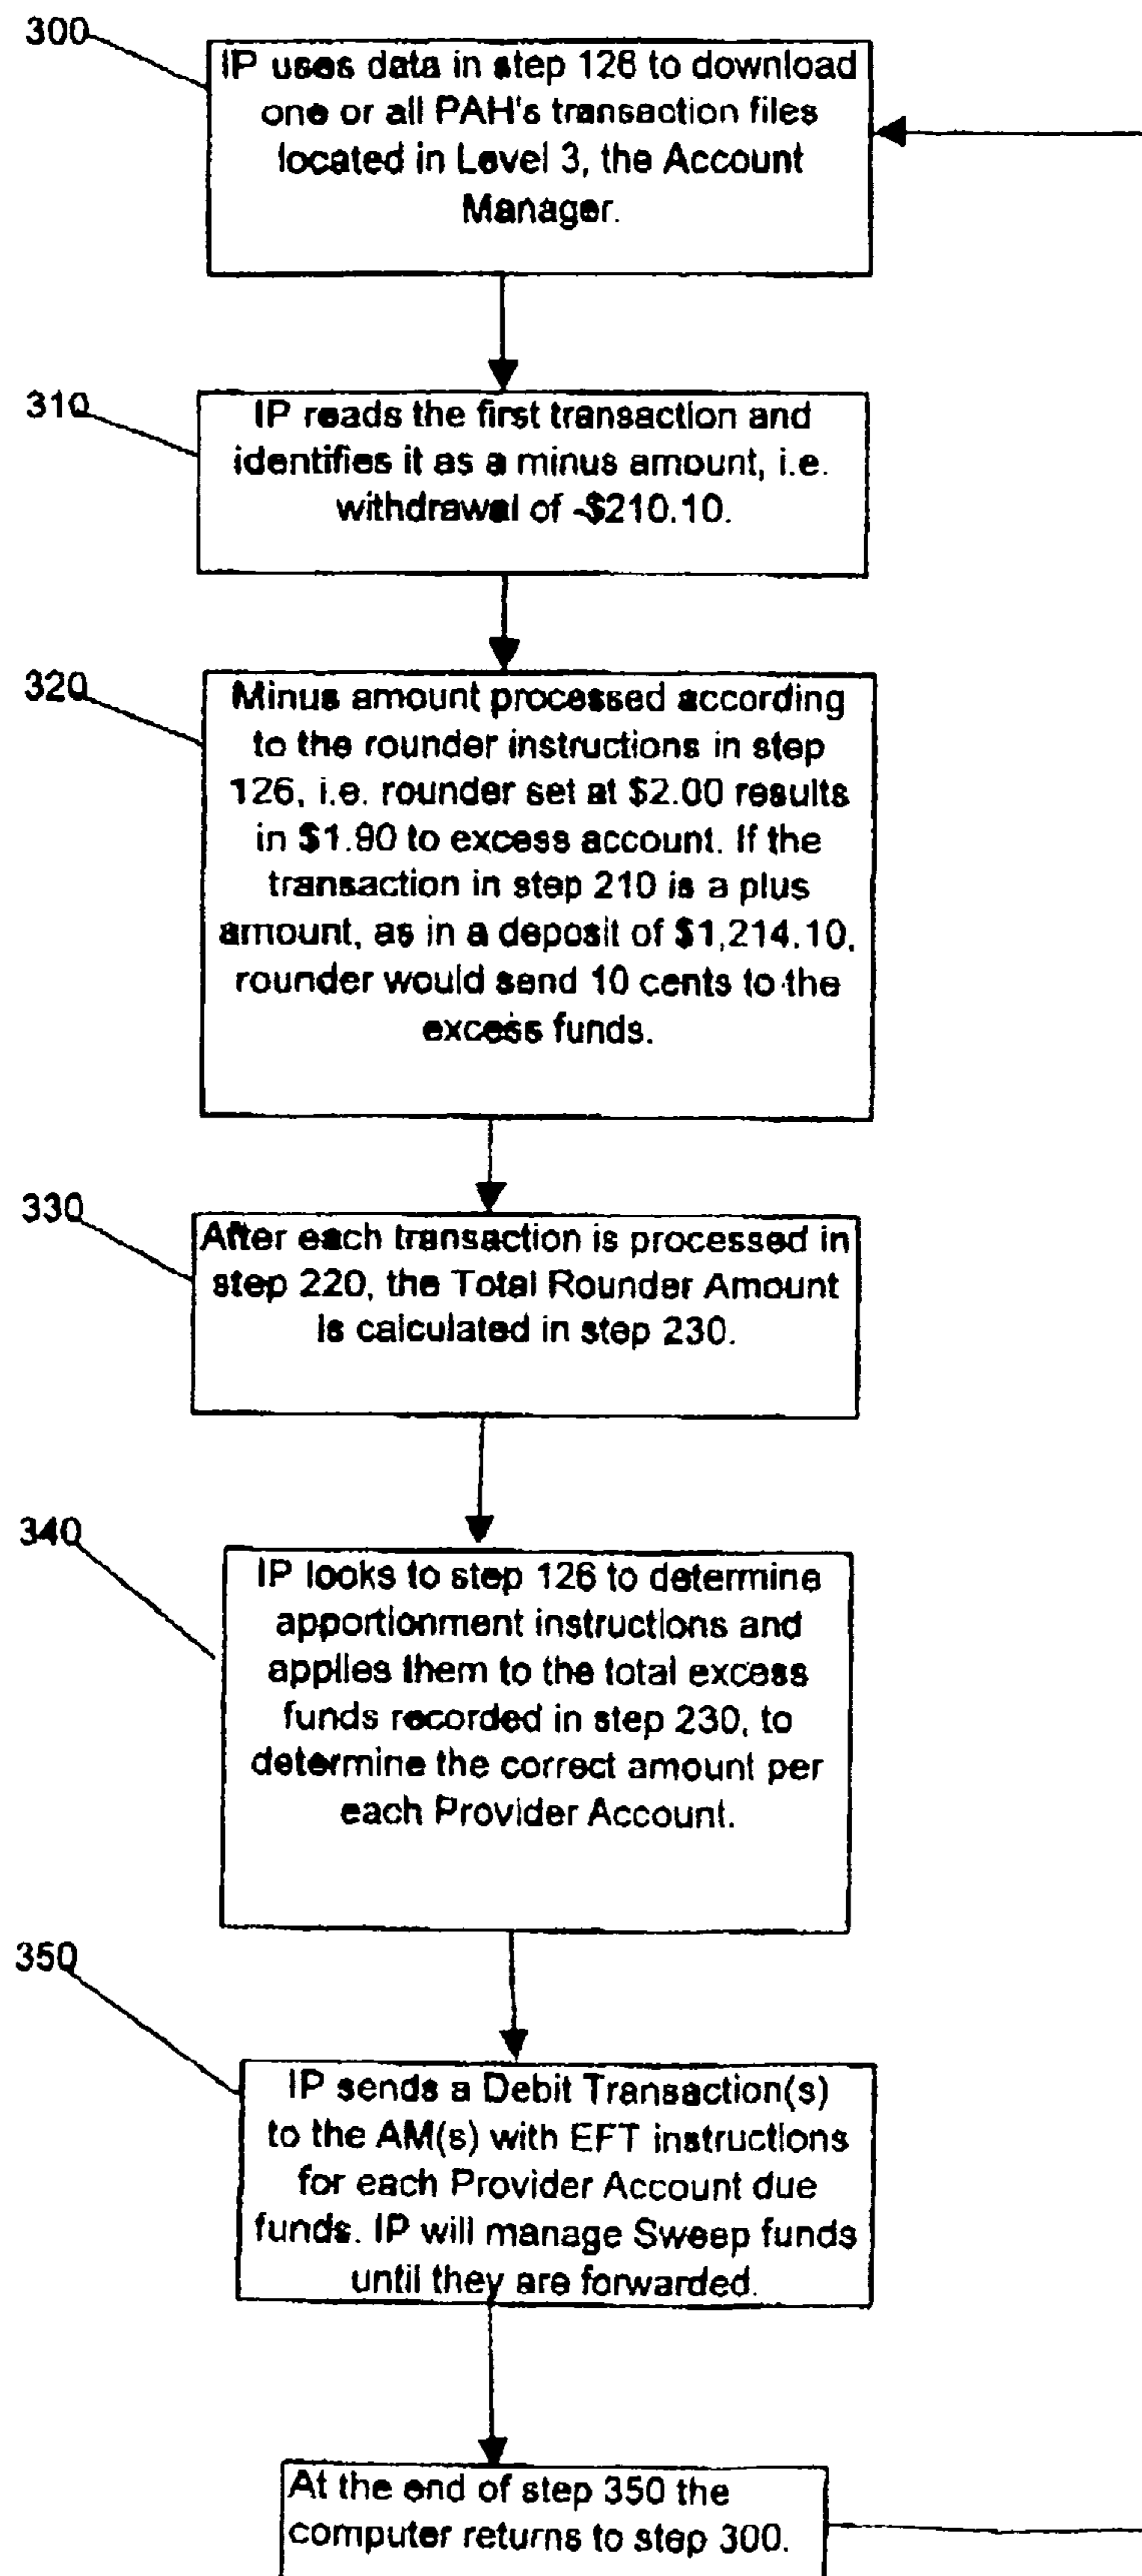 300
IP uses data in step 126 to download
one or all PAH's transaction files
located in Level 3, the Account
Manager.
310
IP reads the first transaction and
identifies it as a minus amount, i.e.
withdrawal of -$210.10.
320
Minus amount processed according
to the rounder instructions in step
126, i.e. rounder set at $2.00 results
in $1.90 to excess account. If the
transaction in step 210 is a plus
amount, as in a deposit of $1,214.10,
rounder would send 10 cents to the
excess funds.
330
After each transaction is processed in
step 220, the Total Rounder Amount
is calculated in step 230.
340
IP looks to step 126 to determine
apportionment instructions and
applies them to the total excess
funds recorded in step 230, to
determine the correct amount per
each Provider Account.
350
IP sends a Debit Transaction(s)
to the AM(s) with EFT instructions
for each Provider Account due
funds. IP will manage Sweep funds
until they are forwarded.
At the end of step 350 the
computer returns to step 300.